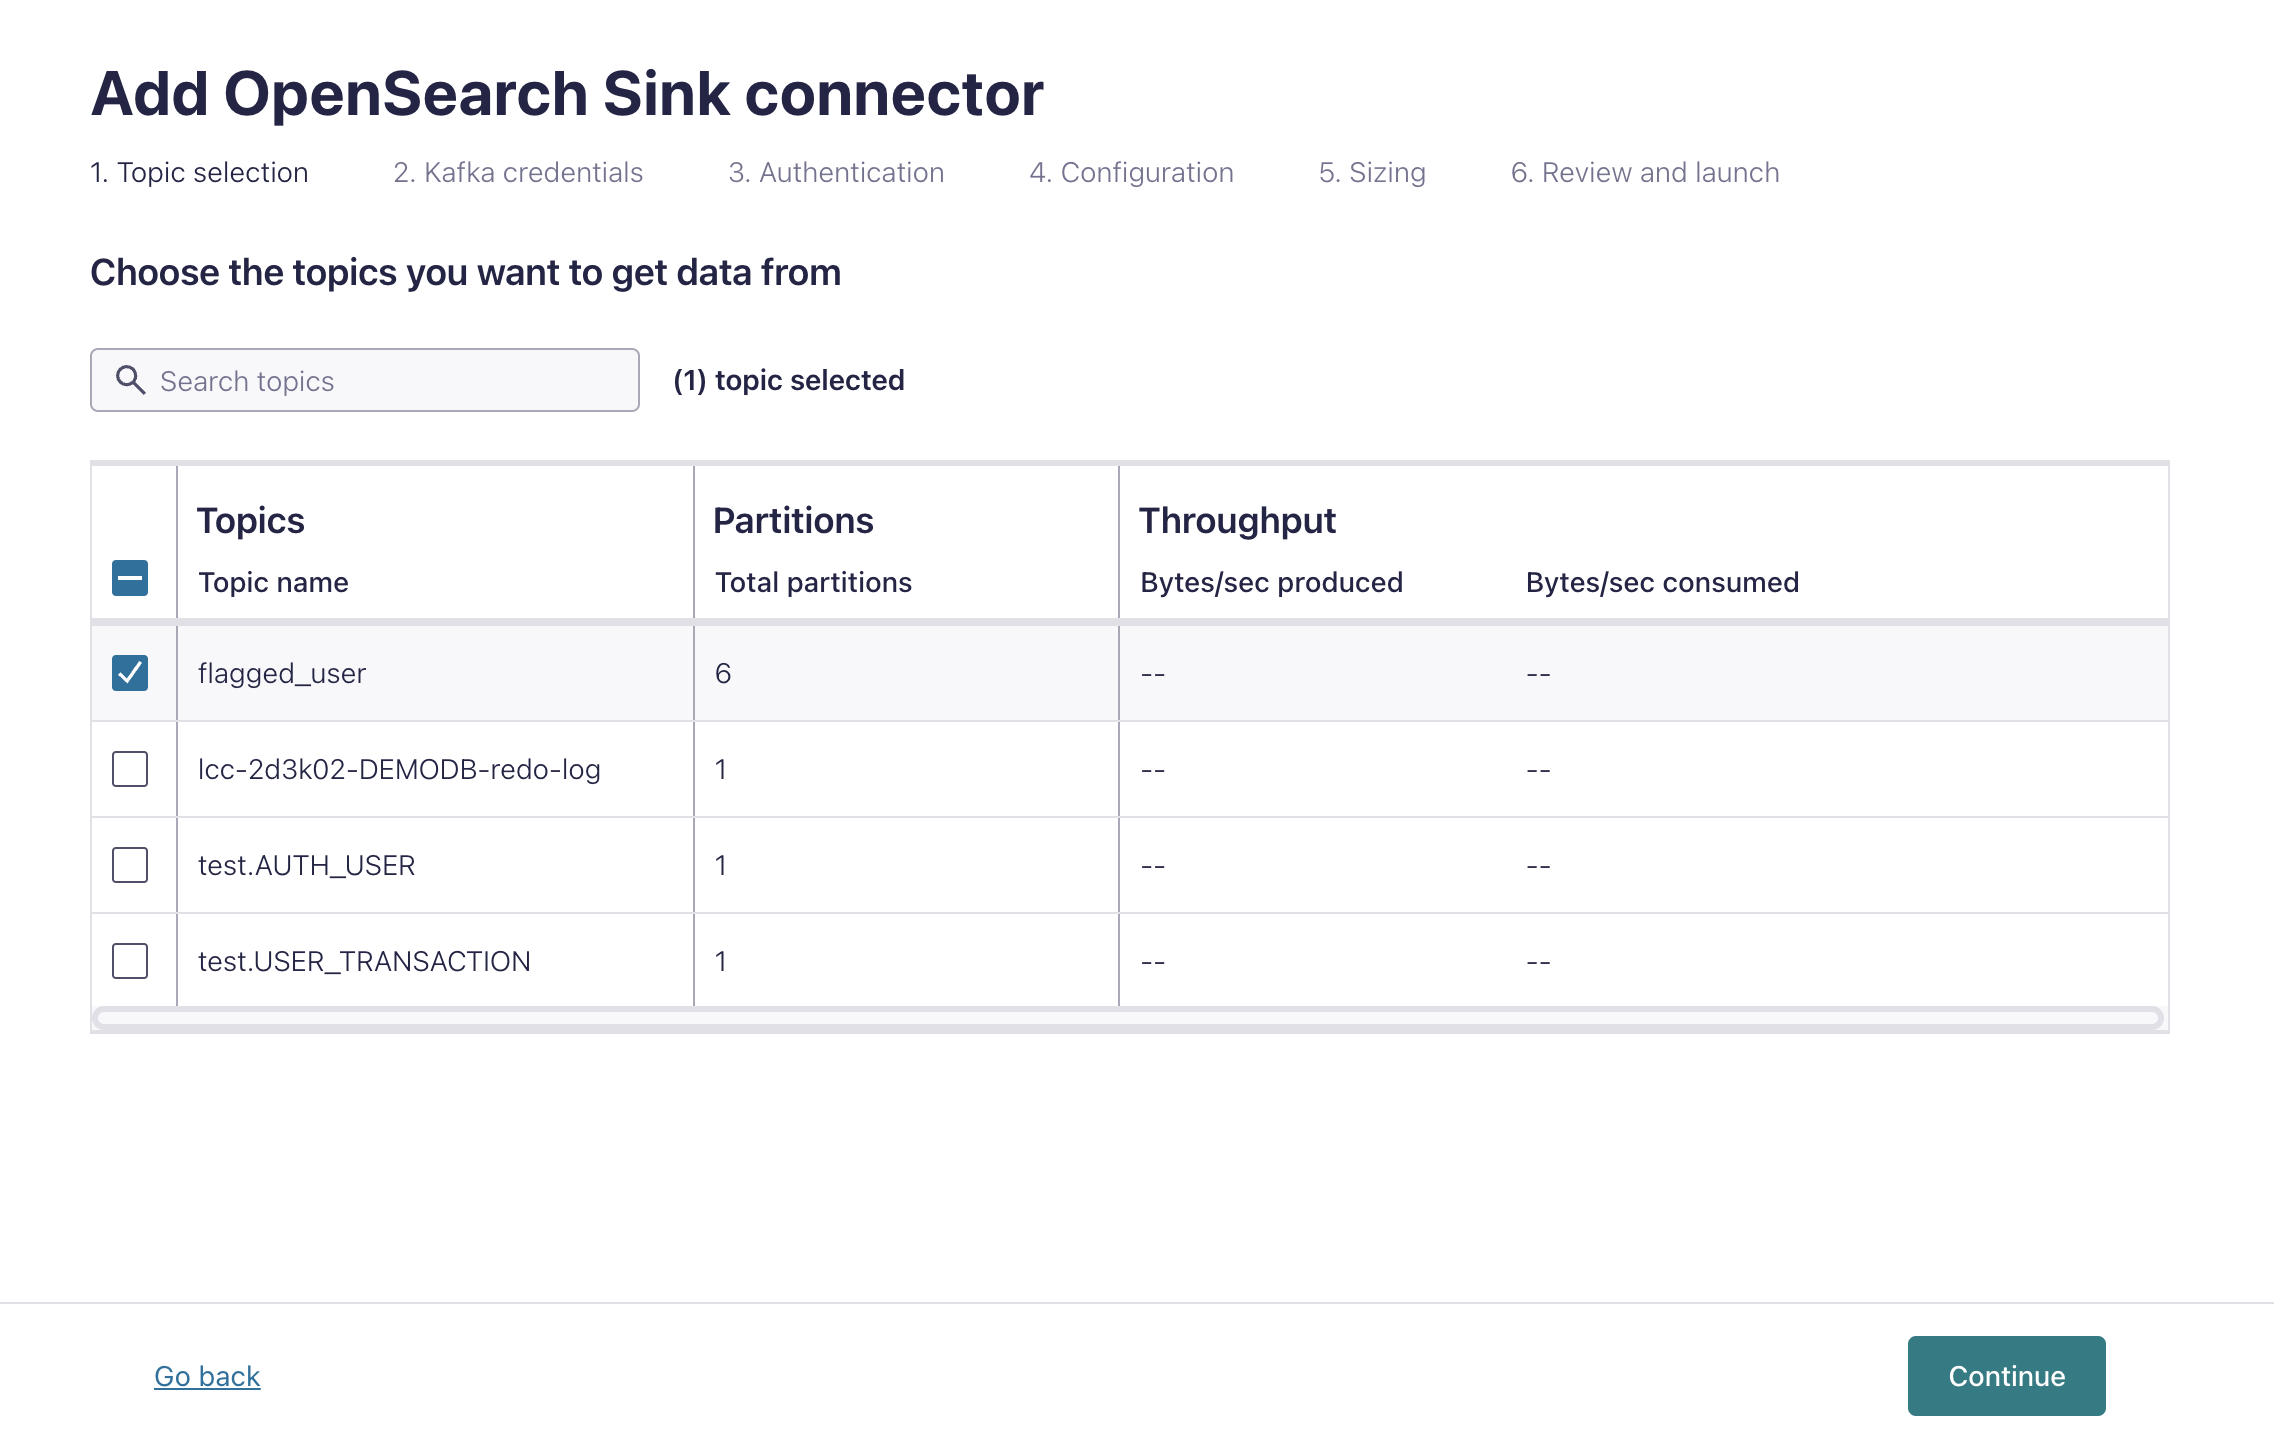 Add OpenSearch Sink connector
1. Topic selection 2. Kafka credentials 3. Authentication 4. Configuration 5. Sizing 6. Review and launch
Choose the topics you want to get data from
Search topics (1) topic selected
Topics Partitions Throughput
Topic name Total partitions Bytes/sec produced Bytes/sec consumed
flagged_user 6 -- --
lcc-2d3k02-DEMODB-redo-log 1 -- --
test.AUTH_USER 1 -- --
test.USER_TRANSACTION 1 -- --
Go back Continue